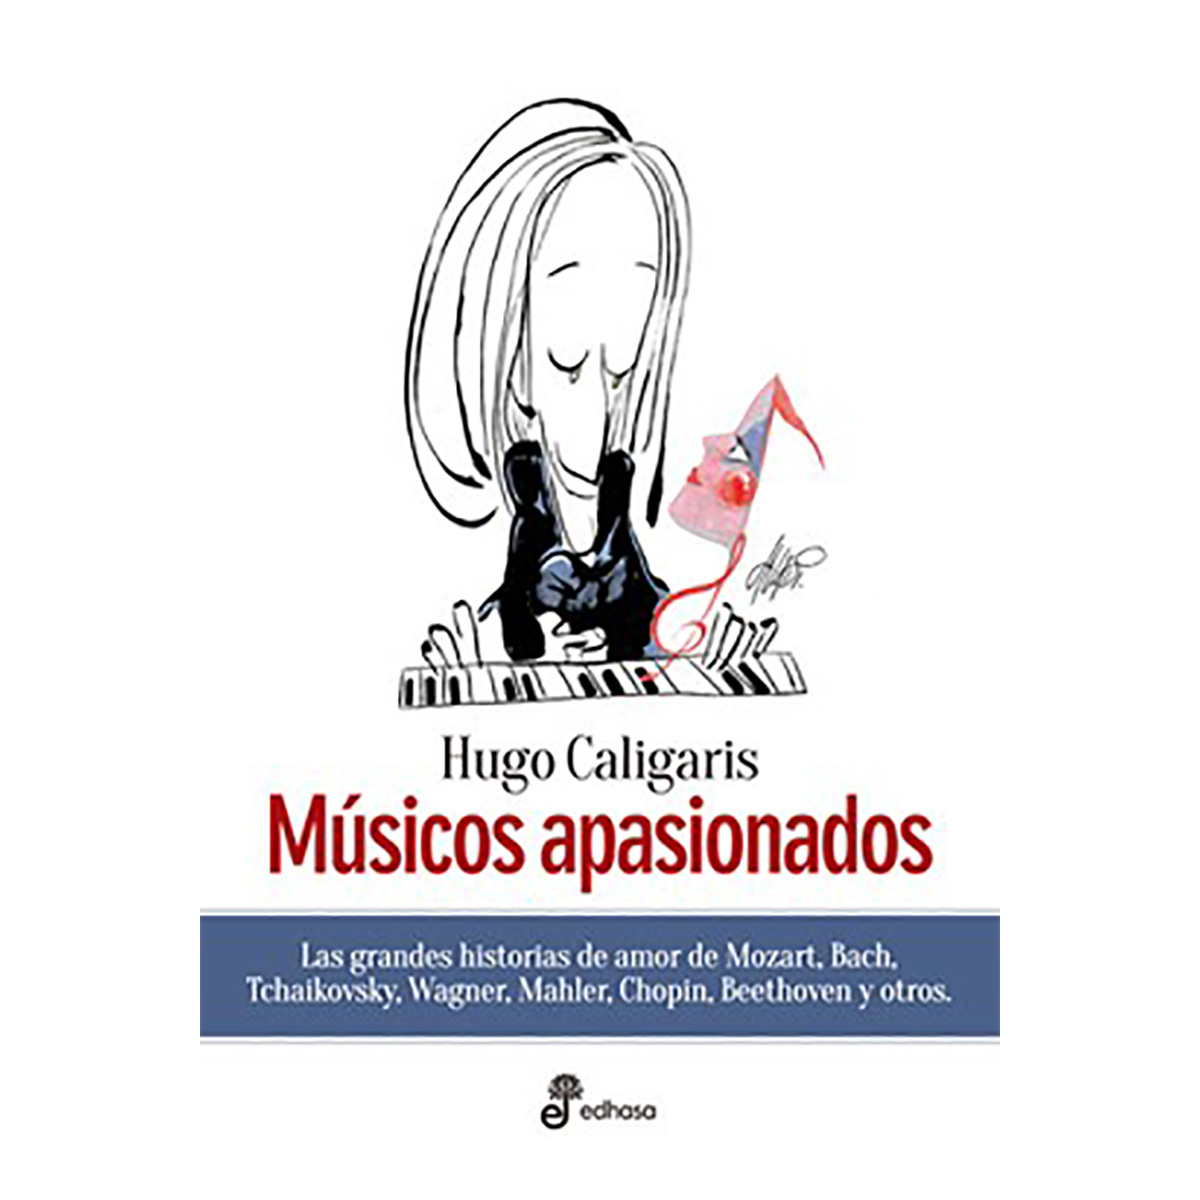 Hugo Caligaris
Músicos apasionados
Las grandes historias de amor de Mozart, Bach,
Tchaikovsky, Wagner, Mahler, Chopin, Beethoven y otros.
edhasa